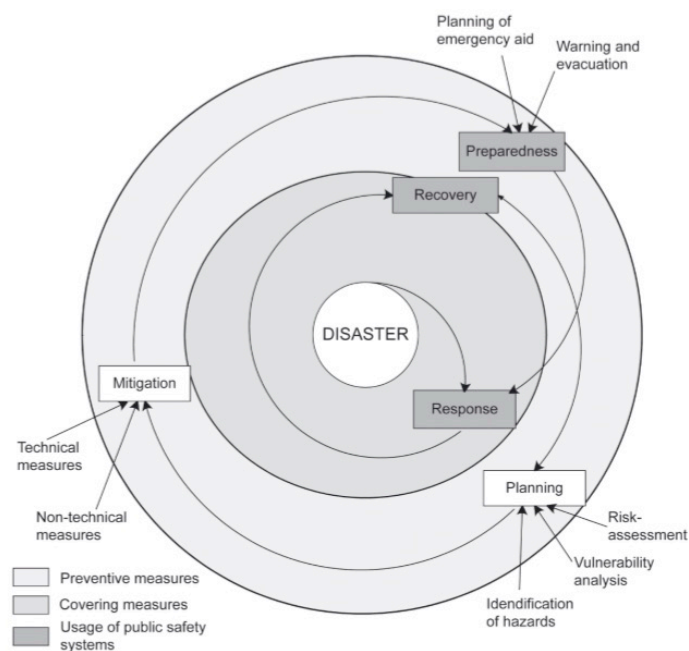 Planning of
emergency aid
Warning and
evacuation
Preparedness
Recovery
DISASTER
Mitigation
Response
Technical
measures
Planning
Non-technical
measures
Risk-
assessment
Vulnerability
analysis
Idendification
of hazards
Preventive measures
Covering measures
Usage of public safety
systems